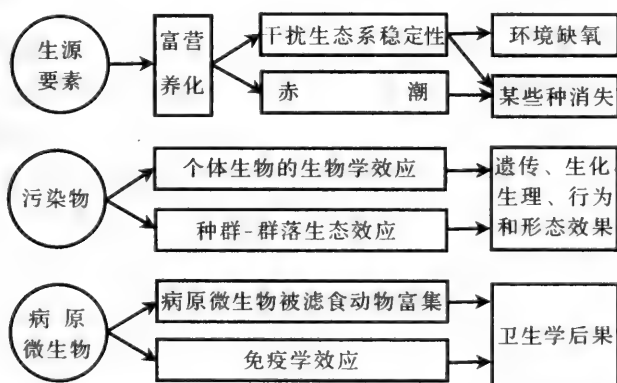 生源
要素
富营
养化
干扰生态系稳定性
赤潮
环境缺氧
某些种消失
污染物
个体生物的生物学效应
种群-群落生态效应
遗传、生化
生理、行为
和形态效果
病原
微生物
病原微生物被滤食动物富集
免疫学效应
卫生学后果